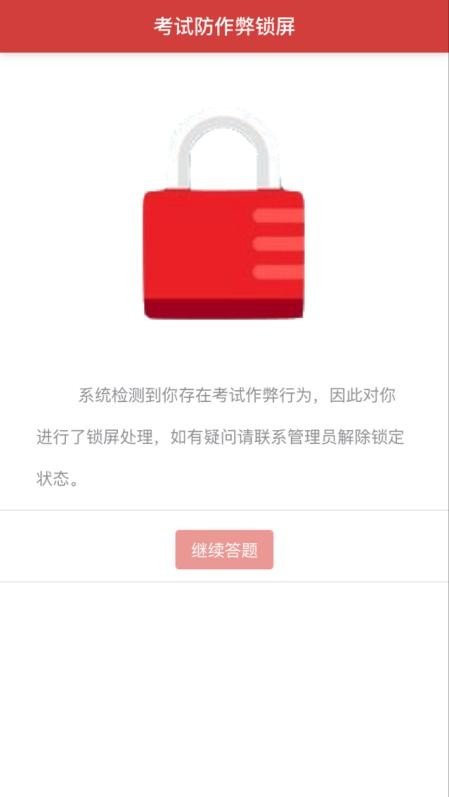 考试防作弊锁屏
系统检测到你存在考试作弊行为，因此对你
进行了锁屏处理，如有疑问请联系管理员解除锁定
状态。
继续答题